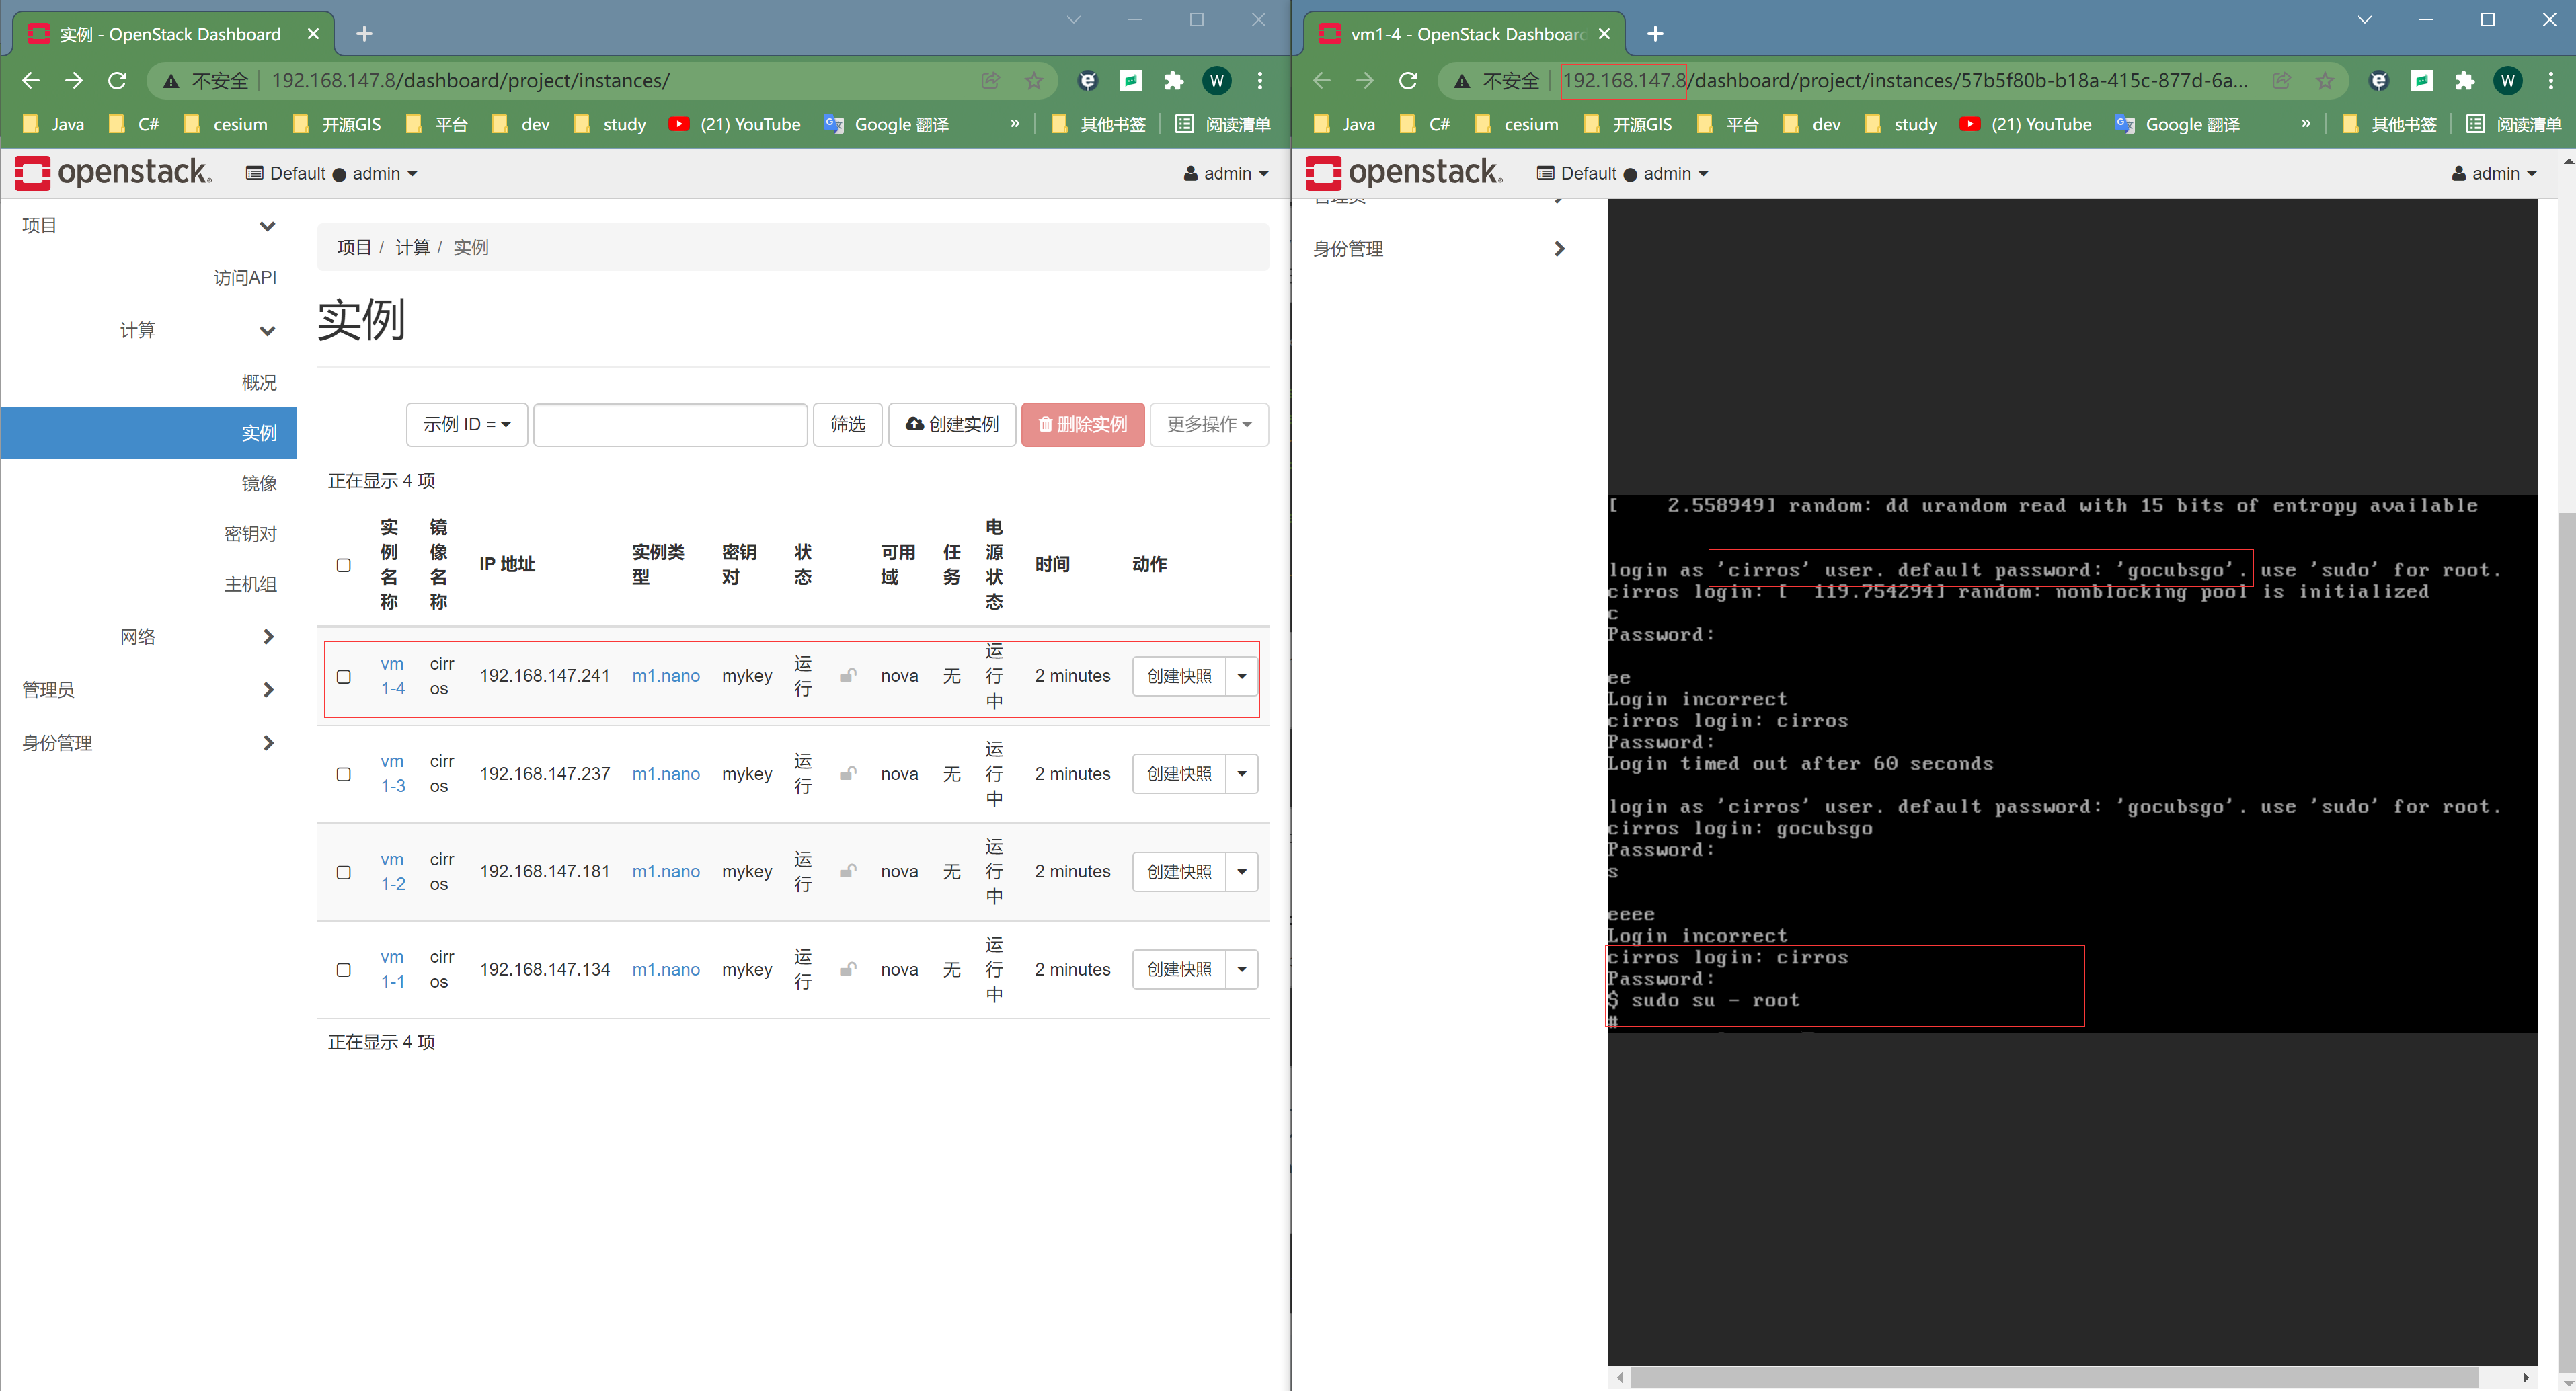 实例 - OpenStack Dashboard
不安全 192.168.147.8/dashboard/project/instances/
W
Java C# cesium 开源GIS 平台 dev study (21) YouTube Google 翻译 » 其他书签 阅读清单
openstack. Default ● admin admin
项目
访问API
计算
概况
实例
镜像
密钥对
主机组
网络
管理员
身份管理
项目 / 计算 / 实例
实例
示例 ID = 筛选 创建实例 删除实例 更多操作
正在显示 4 项
实例名称 镜像名称 IP 地址 实例类型 密钥对 状态 可用域 任务 电源状态 时间 动作
vm1-4 cirros 192.168.147.241 m1.nano mykey 运行 nova 无 运行中 2 minutes 创建快照
vm1-3 cirros 192.168.147.237 m1.nano mykey 运行 nova 无 运行中 2 minutes 创建快照
vm1-2 cirros 192.168.147.181 m1.nano mykey 运行 nova 无 运行中 2 minutes 创建快照
vm1-1 cirros 192.168.147.134 m1.nano mykey 运行 nova 无 运行中 2 minutes 创建快照
正在显示 4 项
vm1-4 - OpenStack Dashboard
不安全 192.168.147.8/dashboard/project/instances/57b5f80b-b18a-415c-877d-6a...
W
Java C# cesium 开源GIS 平台 dev study (21) YouTube Google 翻译 » 其他书签 阅读清单
openstack. Default ● admin admin
管理员
身份管理
[    2.558949] random: dd urandom read with 15 bits of entropy available
login as 'cirros' user. default password: 'gocubsgo'. use 'sudo' for root.
cirros login: [  119.754294] random: nonblocking pool is initialized
c
Password:
ee
Login incorrect
cirros login: cirros
Password:
Login timed out after 60 seconds
login as 'cirros' user. default password: 'gocubsgo'. use 'sudo' for root.
cirros login: gocubsgo
Password:
s
eeee
Login incorrect
cirros login: cirros
Password:
$ sudo su - root
#